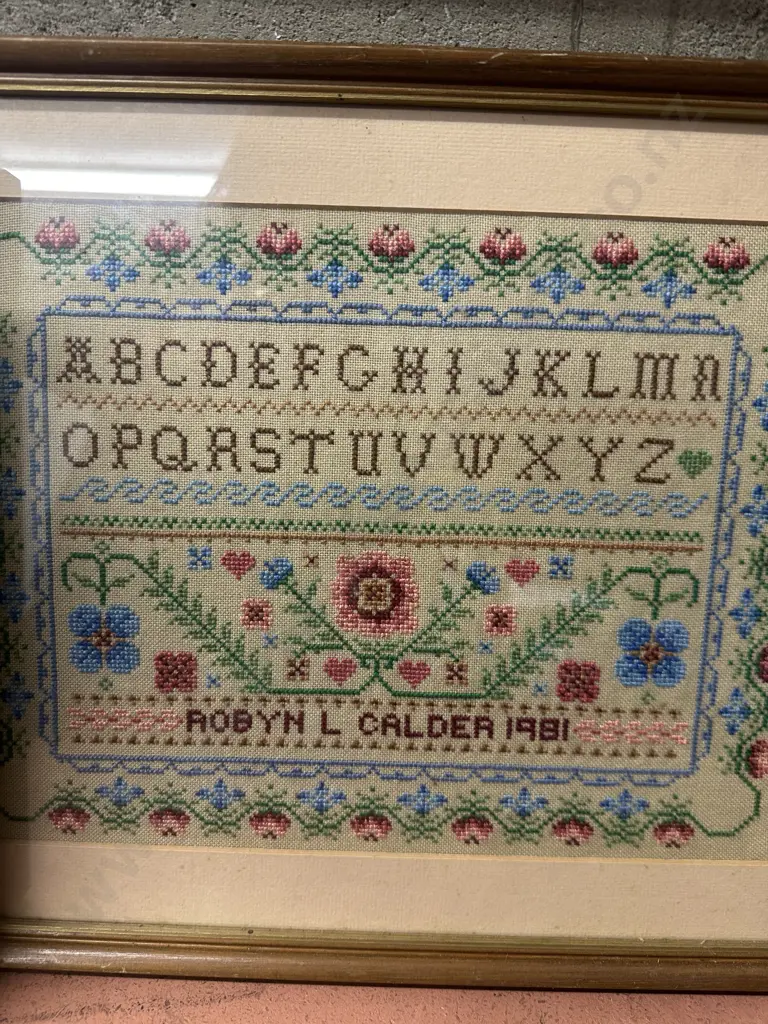 ABCDEFGHIJKLMN
OPQRSTUVWXYZ
ROBYN L CALDER 1981